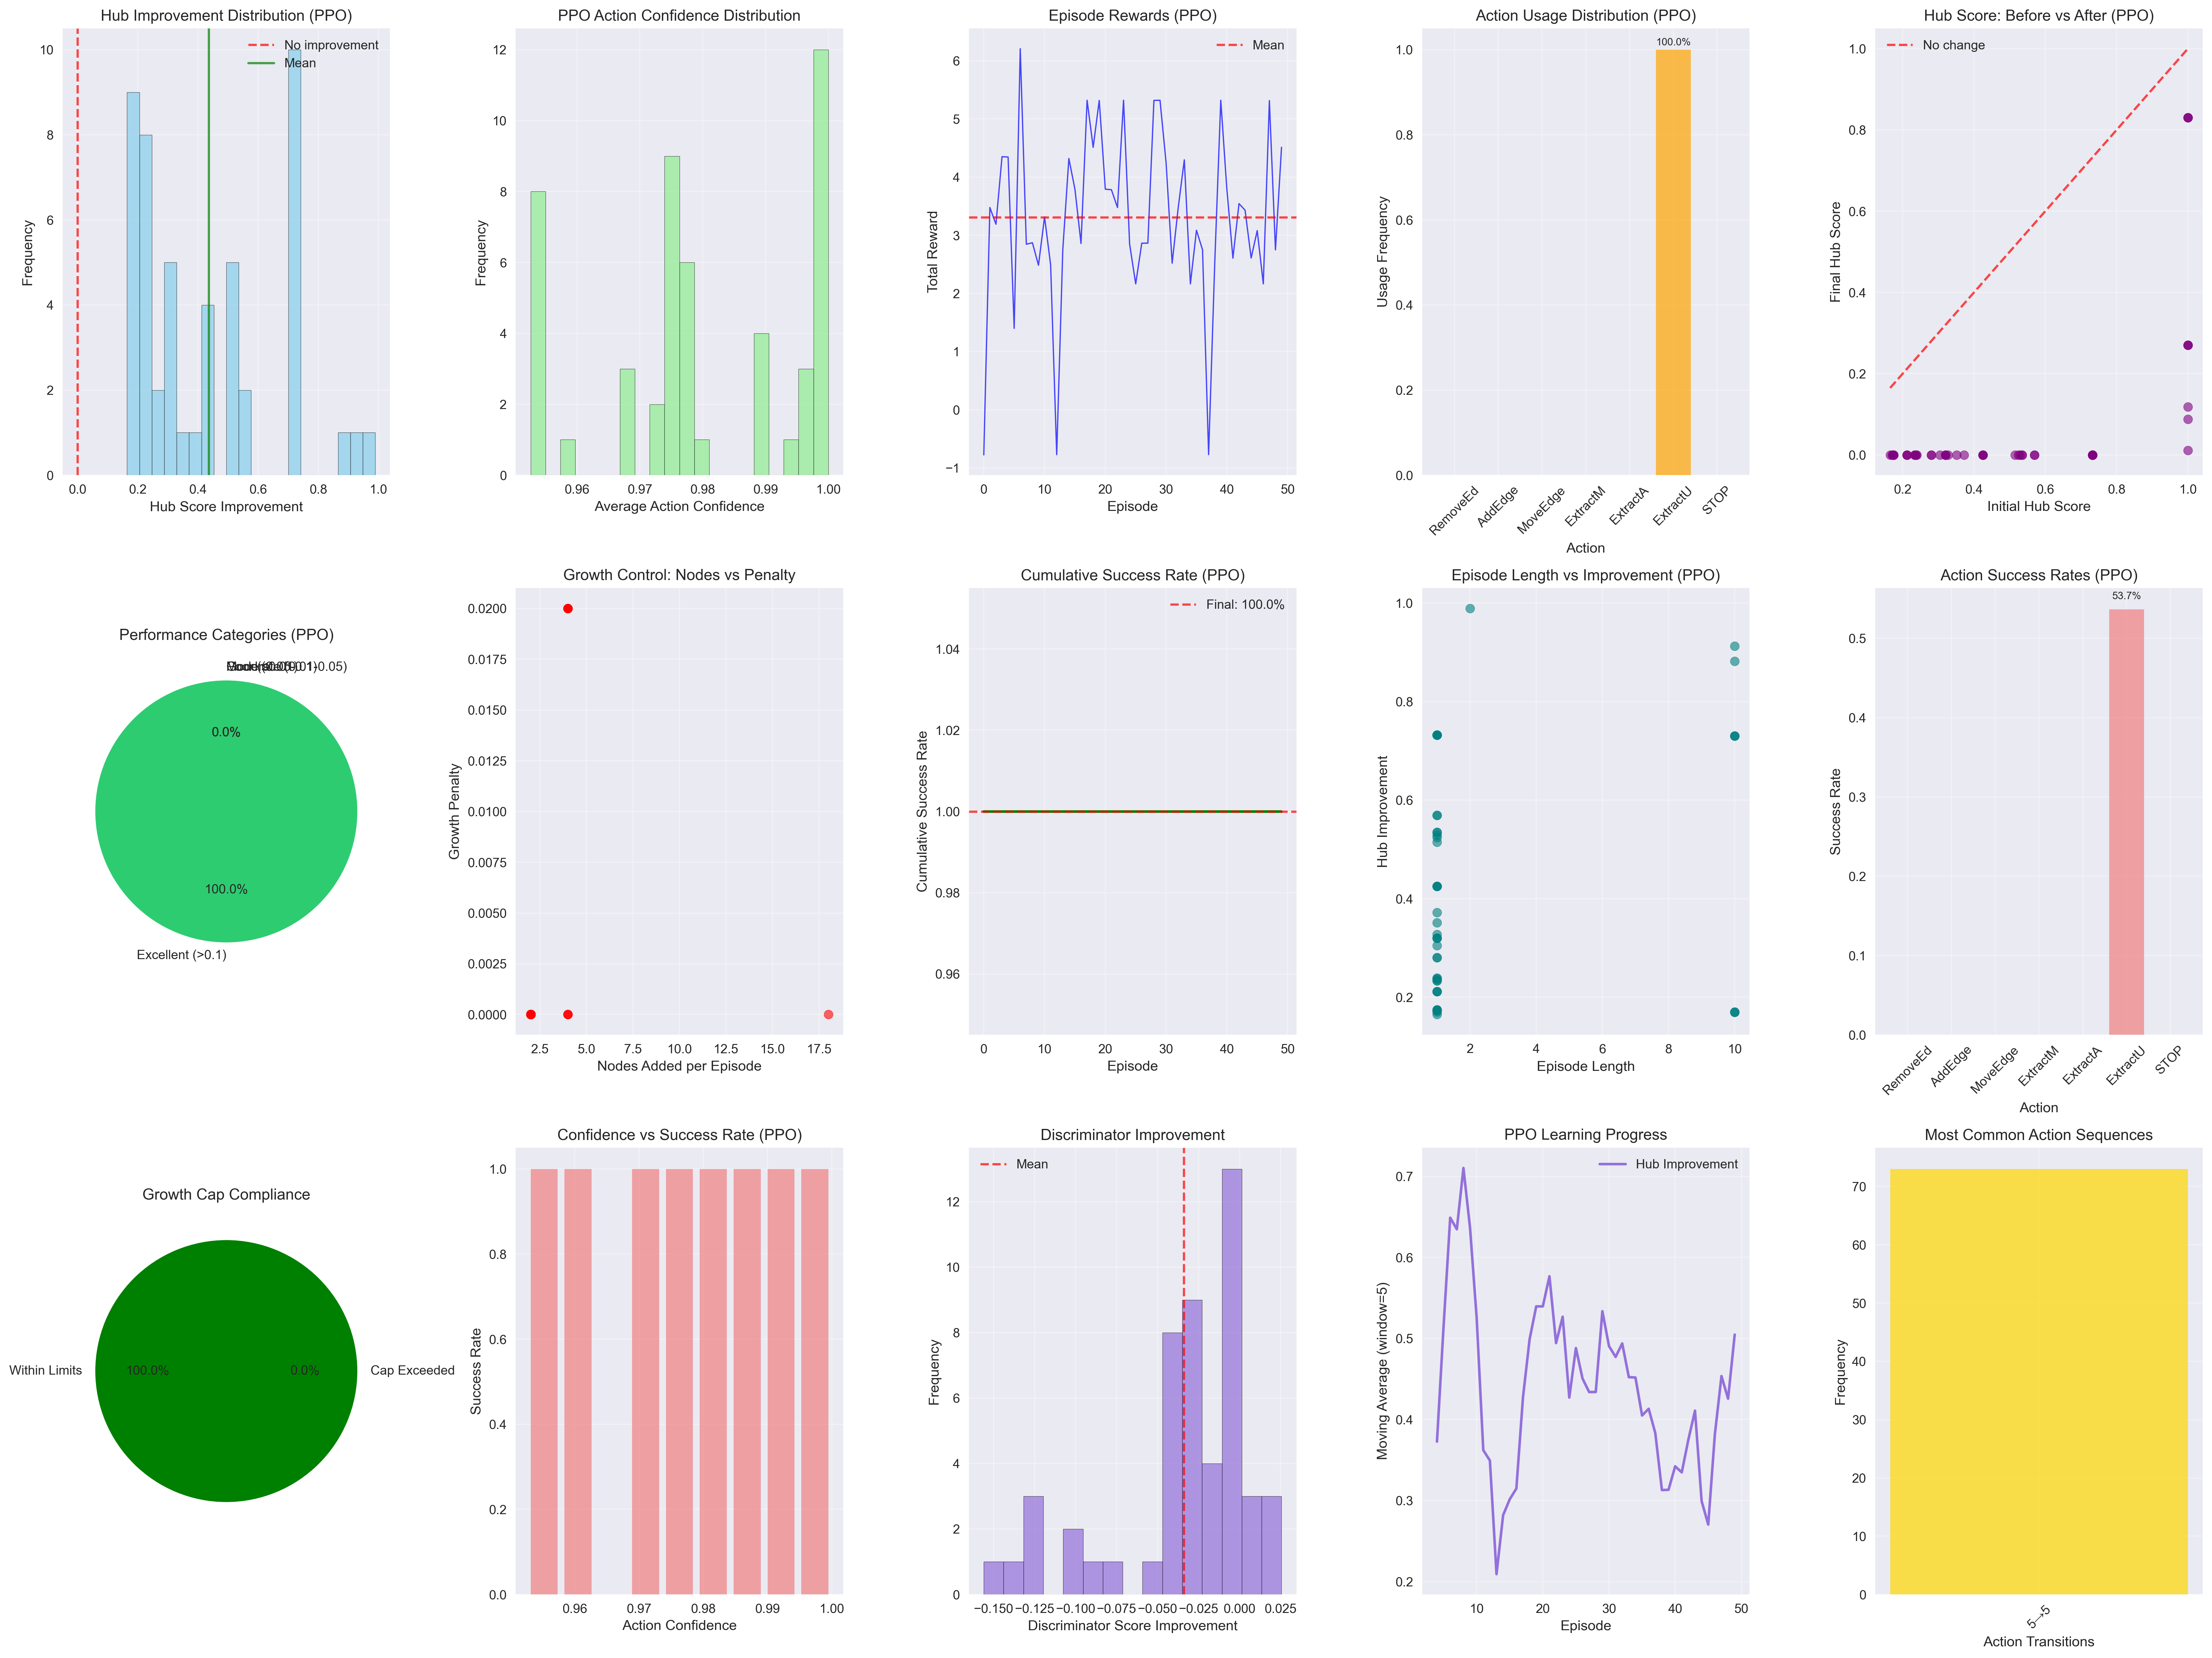 Hub Improvement Distribution (PPO)
No improvement
Mean
Frequency
10
8
6
4
2
0
0.0 0.2 0.4 0.6 0.8 1.0
Hub Score Improvement
PPO Action Confidence Distribution
Frequency
12
10
8
6
4
2
0
0.96 0.97 0.98 0.99 1.00
Average Action Confidence
Episode Rewards (PPO)
Mean
Total Reward
6
5
4
3
2
1
0
−1
0 10 20 30 40 50
Episode
Action Usage Distribution (PPO)
100.0%
Usage Frequency
1.0
0.8
0.6
0.4
0.2
0.0
RemoveEd AddEdge MoveEdge ExtractM ExtractA ExtractU STOP
Action
Hub Score: Before vs After (PPO)
No change
Final Hub Score
1.0
0.8
0.6
0.4
0.2
0.0
0.2 0.4 0.6 0.8 1.0
Initial Hub Score
Performance Categories (PPO)
0.0%
100.0%
Excellent (>0.1)
Growth Control: Nodes vs Penalty
Growth Penalty
0.0200
0.0175
0.0150
0.0125
0.0100
0.0075
0.0050
0.0025
0.0000
2.5 5.0 7.5 10.0 12.5 15.0 17.5
Nodes Added per Episode
Cumulative Success Rate (PPO)
Final: 100.0%
Cumulative Success Rate
1.04
1.02
1.00
0.98
0.96
0 10 20 30 40 50
Episode
Episode Length vs Improvement (PPO)
Hub Improvement
1.0
0.8
0.6
0.4
0.2
2 4 6 8 10
Episode Length
Action Success Rates (PPO)
53.7%
Success Rate
0.5
0.4
0.3
0.2
0.1
0.0
RemoveEd AddEdge MoveEdge ExtractM ExtractA ExtractU STOP
Action
Growth Cap Compliance
Within Limits 100.0% 0.0% Cap Exceeded
Confidence vs Success Rate (PPO)
Success Rate
1.0
0.8
0.6
0.4
0.2
0.0
0.96 0.97 0.98 0.99 1.00
Action Confidence
Discriminator Improvement
Mean
Frequency
12
10
8
6
4
2
0
−0.150 −0.125 −0.100 −0.075 −0.050 −0.025 0.000 0.025
Discriminator Score Improvement
PPO Learning Progress
Hub Improvement
Moving Average (window=5)
0.7
0.6
0.5
0.4
0.3
0.2
10 20 30 40 50
Episode
Most Common Action Sequences
Frequency
70
60
50
40
30
20
10
0
5→5
Action Transitions